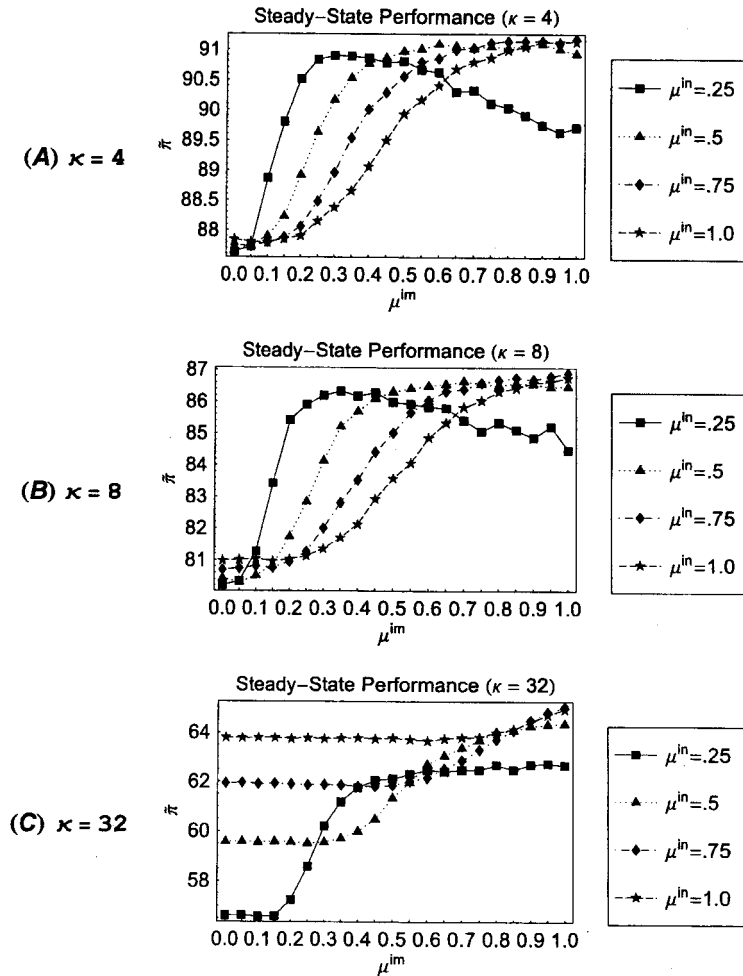 Steady-State Performance (κ = 4)
(A) κ = 4
π̃
91
90.5
90
89.5
89
88.5
88
0.0 0.1 0.2 0.3 0.4 0.5 0.6 0.7 0.8 0.9 1.0
μ^im
μ^in=.25
μ^in=.5
μ^in=.75
μ^in=1.0
Steady-State Performance (κ = 8)
(B) κ = 8
π̃
87
86
85
84
83
82
81
0.0 0.1 0.2 0.3 0.4 0.5 0.6 0.7 0.8 0.9 1.0
μ^im
μ^in=.25
μ^in=.5
μ^in=.75
μ^in=1.0
Steady-State Performance (κ = 32)
(C) κ = 32
π̃
64
62
60
58
0.0 0.1 0.2 0.3 0.4 0.5 0.6 0.7 0.8 0.9 1.0
μ^im
μ^in=.25
μ^in=.5
μ^in=.75
μ^in=1.0